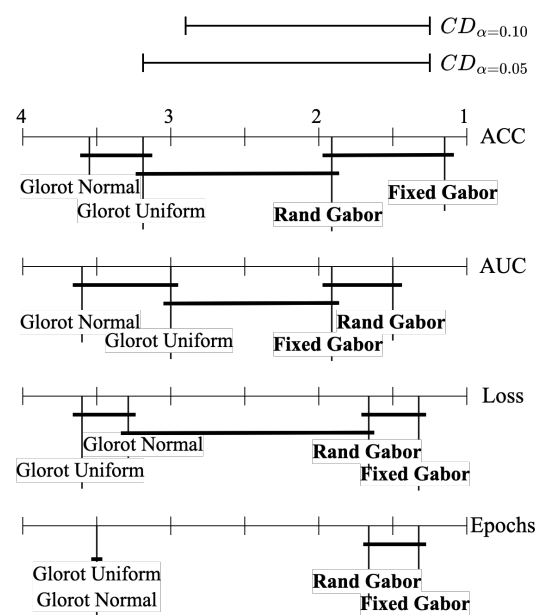 CDα=0.10
CDα=0.05
4 3 2 1
ACC
Glorot Normal
Fixed Gabor
Glorot Uniform
Rand Gabor
AUC
Glorot Normal
Rand Gabor
Glorot Uniform
Fixed Gabor
Loss
Glorot Normal
Rand Gabor
Glorot Uniform
Fixed Gabor
Epochs
Glorot Uniform
Rand Gabor
Glorot Normal
Fixed Gabor